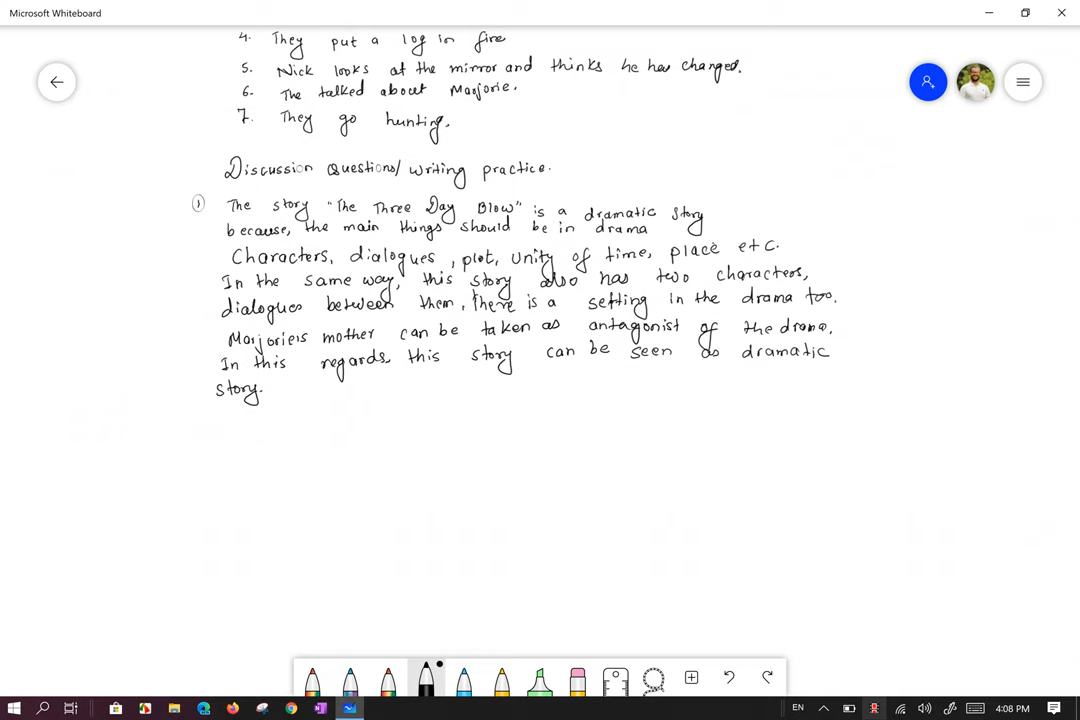 Microsoft Whiteboard
4. They put a log in fire
5. Nick looks at the mirror and thinks he has changed.
6. The talked about Marjorie.
7. They go hunting.
Discussion Questions/ writing practice.
① The story "The Three Day Blow" is a dramatic story
because, the main things should be in drama
Characters, dialogues, plot, unity of time, place etc.
In the same way, this story also has two characters,
dialogues between them, there is a setting in the drama too.
Marjorie's mother can be taken as antagonist of the drama.
In this regards, this story can be seen as dramatic
story.
EN
4:08 PM